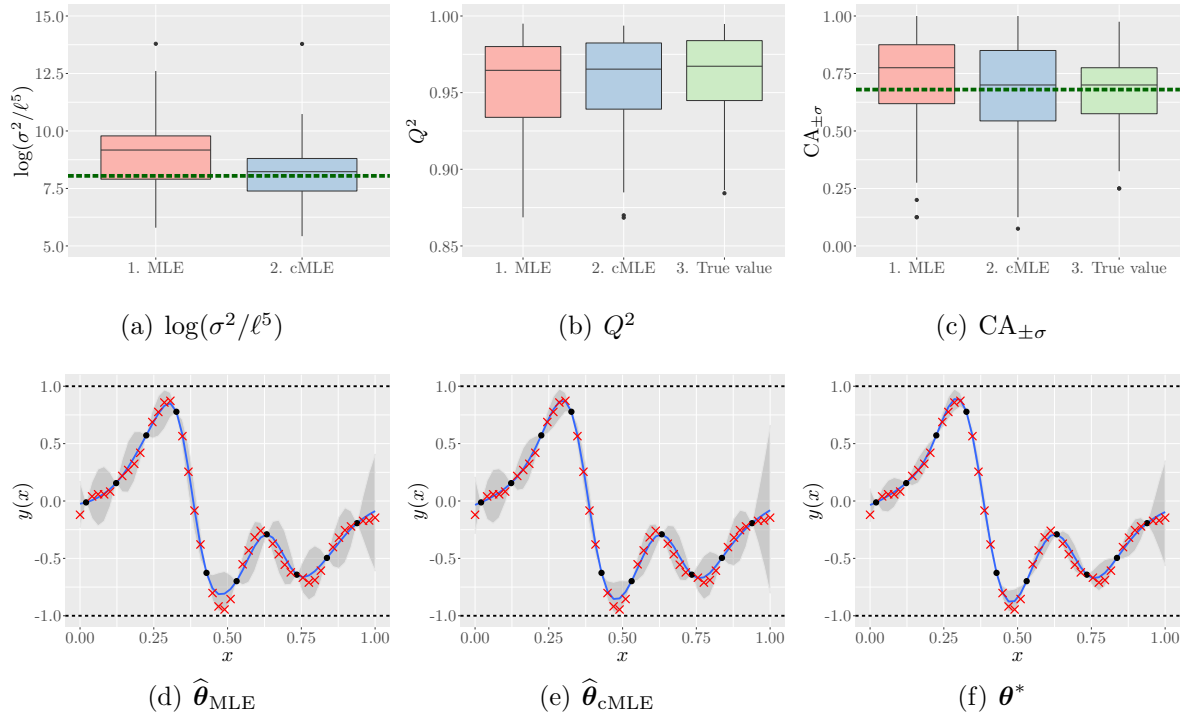 15.0
12.5
10.0
7.5
5.0
log(σ²/ℓ⁵)
1. MLE 2. cMLE
(a) log(σ²/ℓ⁵)
1.00
0.95
0.90
0.85
Q²
1. MLE 2. cMLE 3. True value
(b) Q²
1.00
0.75
0.50
0.25
0.00
CA±σ
1. MLE 2. cMLE 3. True value
(c) CA±σ
1.0
0.5
0.0
-0.5
-1.0
y(x)
0.00 0.25 0.50 0.75 1.00
x
(d) θ̂MLE
1.0
0.5
0.0
-0.5
-1.0
y(x)
0.00 0.25 0.50 0.75 1.00
x
(e) θ̂cMLE
1.0
0.5
0.0
-0.5
-1.0
y(x)
0.00 0.25 0.50 0.75 1.00
x
(f) θ*